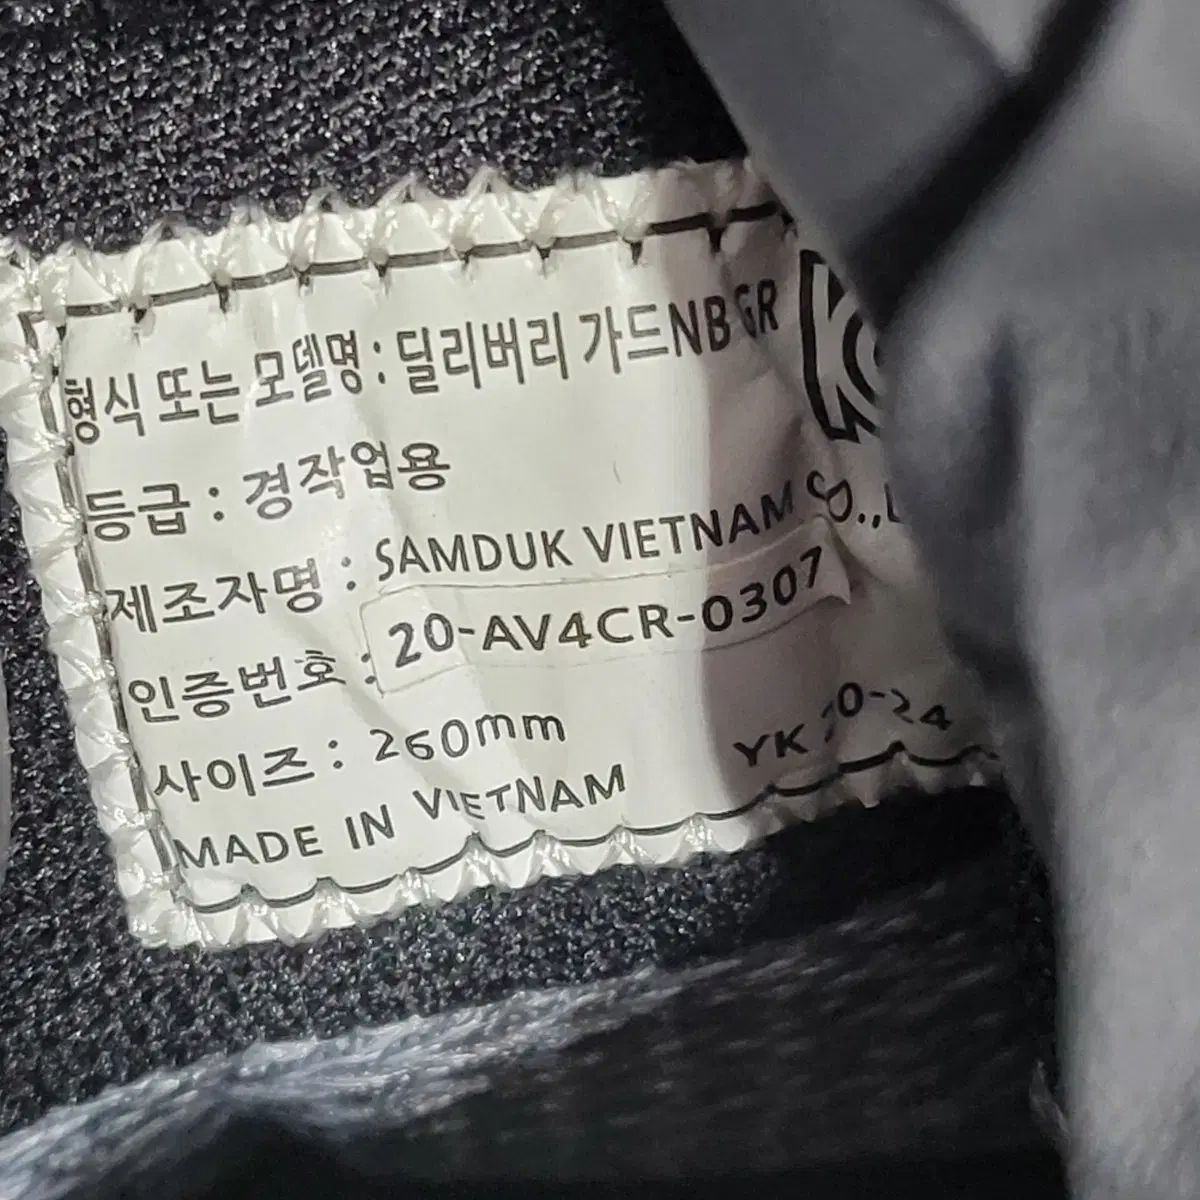 형식 또는 모델명 : 딜리버리 가드NB GR
등급 : 경작업용
제조자명 : SAMDUK VIETNAM
인증번호 : 20-AV4CR-0307
사이즈 : 260mm
MADE IN VIETNAM YK